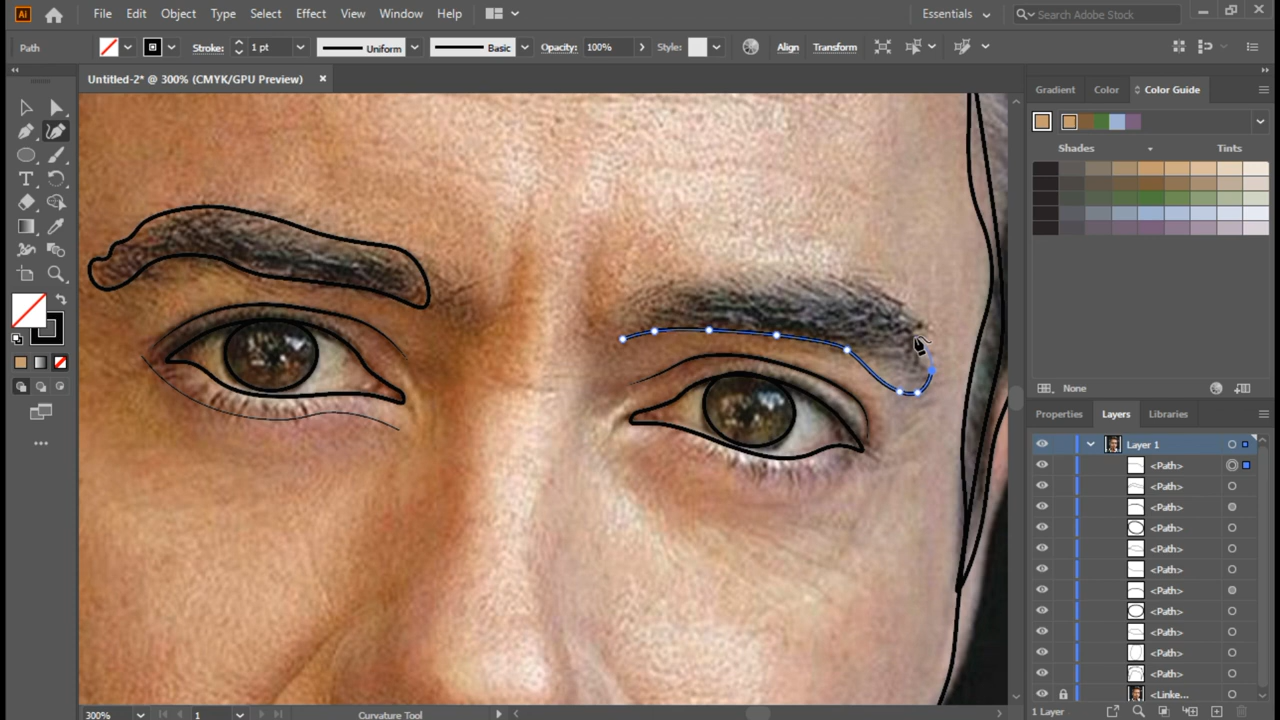 Ai File Edit Object Type Select Effect View Window Help Essentials Search Adobe Stock
Path Stroke: 1 pt Uniform Basic Opacity: 100% Style: Align Transform
Untitled-2* @ 300% (CMYK/GPU Preview) ×
Gradient Color Color Guide
Shades Tints
None
Properties Layers Libraries
Layer 1
<Path>
<Path>
<Path>
<Path>
<Path>
<Path>
<Path>
<Path>
<Path>
<Path>
<Path>
<Linke...
1 Layer
300% 1 Curvature Tool